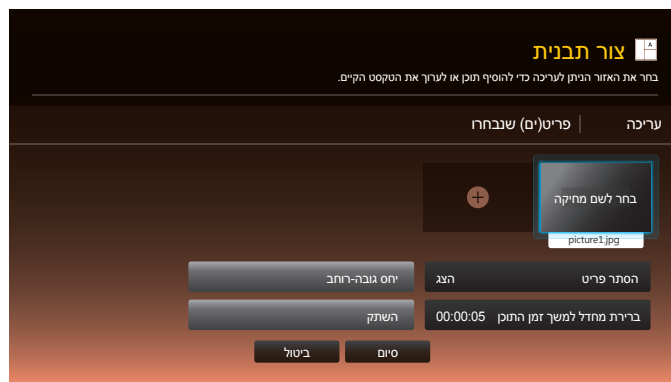 צור תבנית
בחר את האזור הניתן לעריכה כדי להוסיף תוכן או לערוך את הטקסט הקיים.
עריכה | פריט(ים) שנבחרו
בחר לשם מחיקה
picture1.jpg
הסתר פריט הצג יחס גובה-רוחב
ברירת מחדל למשך זמן התוכן 00:00:05 השתק
סיום ביטול